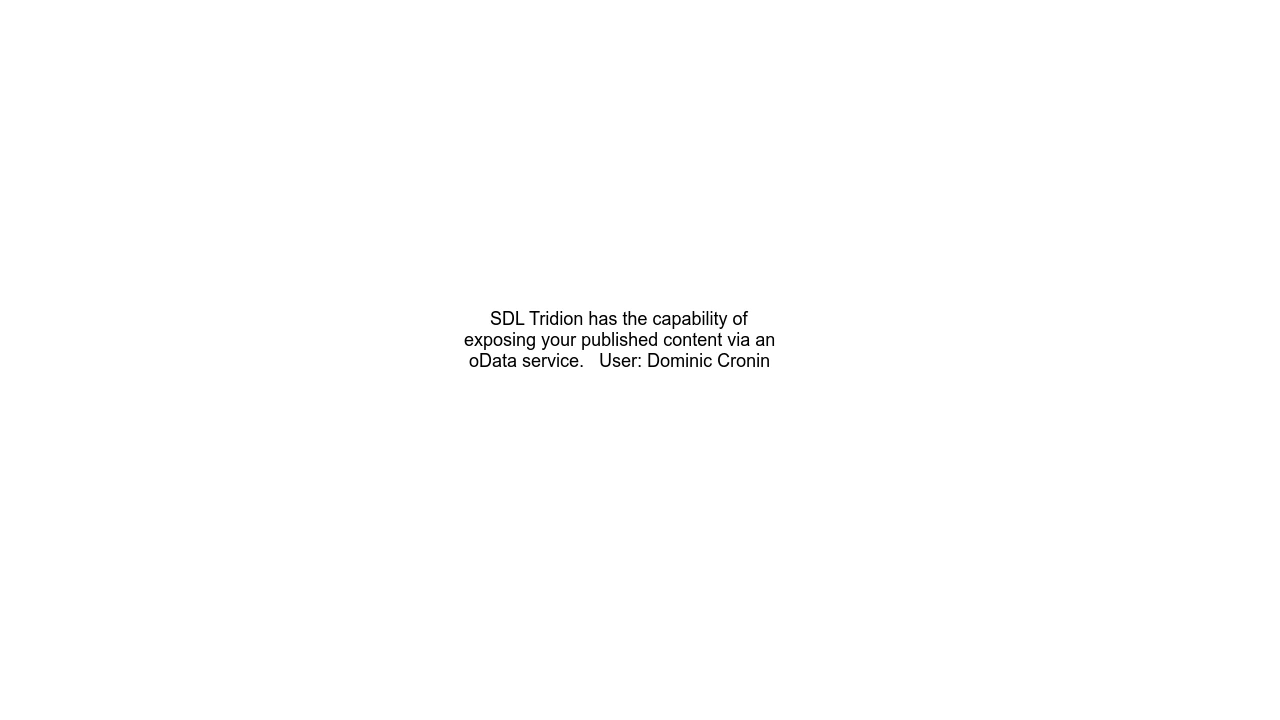 SDL Tridion has the capability of
exposing your published content via an
oData service.   User: Dominic Cronin